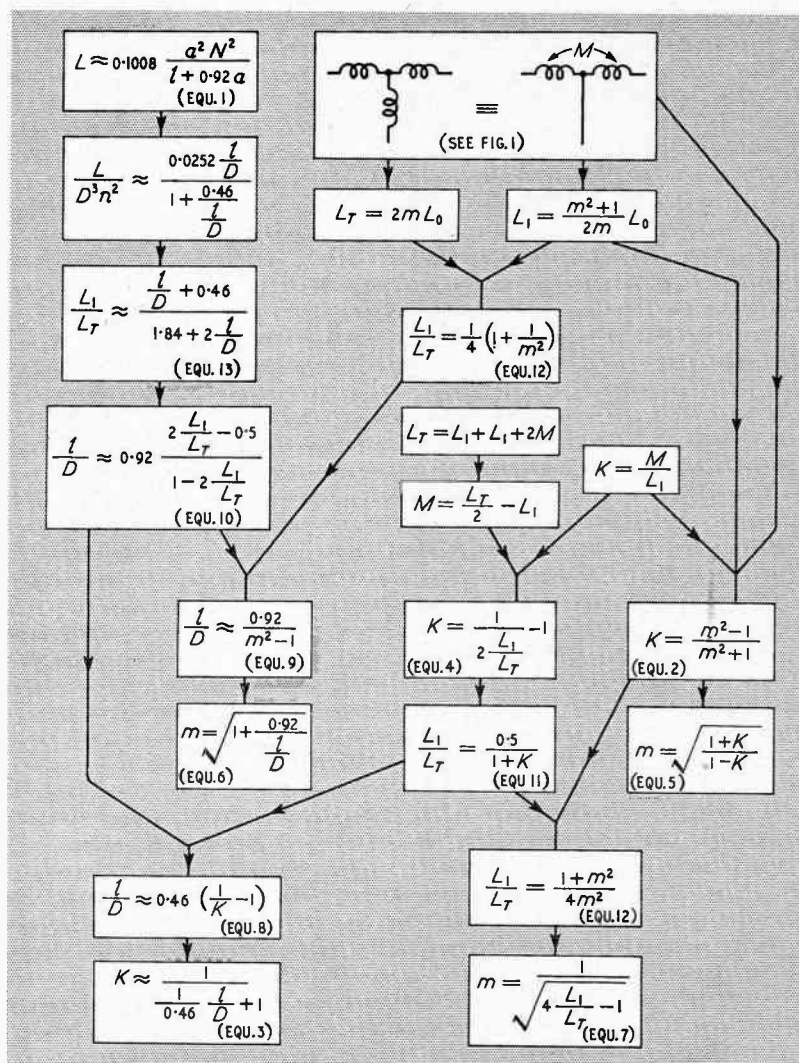 L ≈ 0·1008 a² N² / (l + 0·92 a)
(EQU. 1)
L / D³n² ≈ 0·0252 l/D / (1 + 0·46 / (l/D))
L₁/L_T ≈ (l/D + 0·46) / (1·84 + 2 l/D)
(EQU. 13)
l/D ≈ 0·92 (2 L₁/L_T − 0·5) / (1 − 2 L₁/L_T)
(EQU. 10)
M
≡
(SEE FIG. 1)
L_T = 2m L₀
L₁ = (m² + 1) / 2m L₀
L₁/L_T = 1/4 (1 + 1/m²)
(EQU. 12)
L_T = L₁ + L₁ + 2M
M = L_T/2 − L₁
K = M/L₁
l/D ≈ 0·92 / (m² − 1)
(EQU. 9)
m = √(1 + 0·92 / (l/D))
(EQU. 6)
K = 1 / (2 L₁/L_T) − 1
(EQU. 4)
L₁/L_T = 0·5 / (1 + K)
(EQU 11)
K = (m² − 1) / (m² + 1)
(EQU. 2)
m = √((1 + K) / (1 − K))
(EQU. 5)
l/D ≈ 0·46 (1/K − 1)
(EQU. 8)
K ≈ 1 / (1/0·46 l/D + 1)
(EQU. 3)
L₁/L_T = (1 + m²) / 4m²
(EQU. 12)
m = 1 / √(4 L₁/L_T − 1)
(EQU. 7)